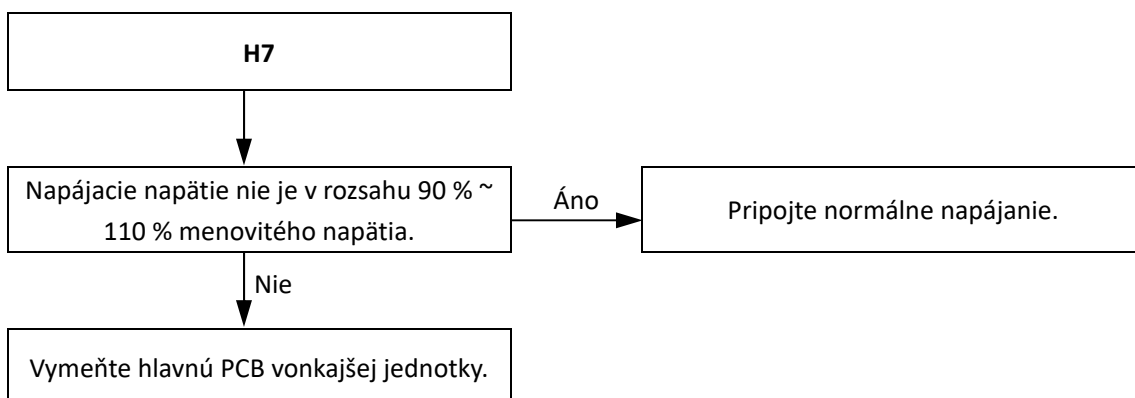 H7
Napájacie napätie nie je v rozsahu 90 % ~
110 % menovitého napätia.
Áno
Pripojte normálne napájanie.
Nie
Vymeňte hlavnú PCB vonkajšej jednotky.